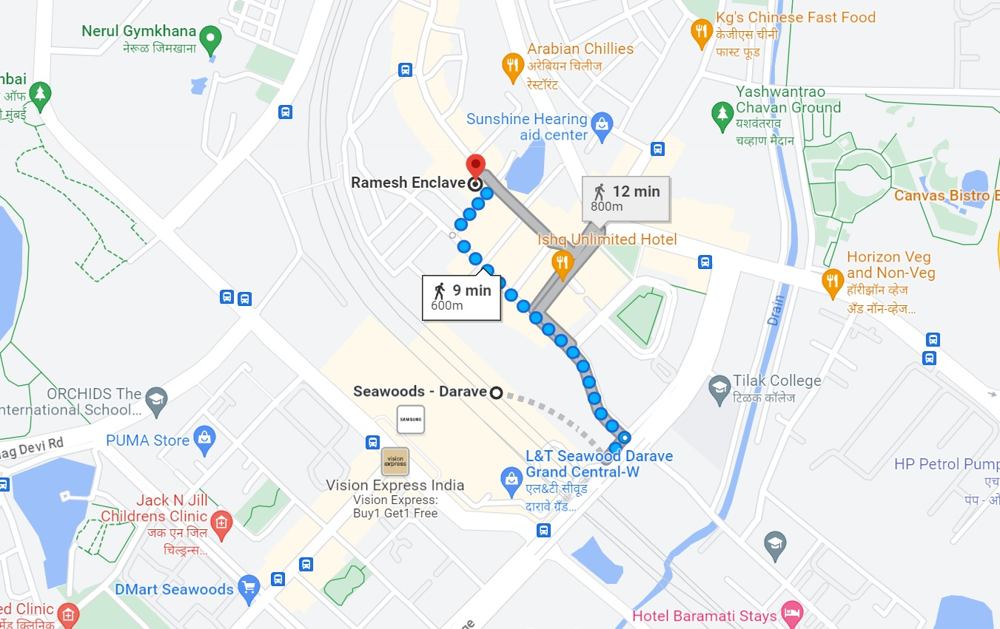 Nerul Gymkhana
नेरूळ जिमखाना
Kg's Chinese Fast Food
केजीएस चीनी
फास्ट फूड
Arabian Chillies
अरेबियन चिलीज
रेस्टॉरंट
mbai
ऑफ
मुंबई
Yashwantrao
Chavan Ground
यशवंतराव
चव्हाण मैदान
Sunshine Hearing
aid center
Ramesh Enclave
12 min
800m
Canvas Bistro B
Ishq Unlimited Hotel
Horizon Veg
and Non-Veg
हॉरीझॉन व्हेज
अँड नॉन-व्हेज...
9 min
600m
Drain
ORCHIDS The
nternational School...
Seawoods - Darave
Tilak College
टिळक कॉलेज
SAMSUNG
PUMA Store
ag Devi Rd
vision
express
L&T Seawood Darave
Grand Central-W
एल&टी सीवूड
दारावे ग्रँड...
HP Petrol Pump
एच
पंप - ओ
Vision Express India
Vision Express:
Buy1 Get1 Free
Jack N Jill
Childrens Clinic
जक एन जिल
चिल्ड्रन्स...
DMart Seawoods
ed Clinic
र्मेड क्लिनिक
ge
Hotel Baramati Stays